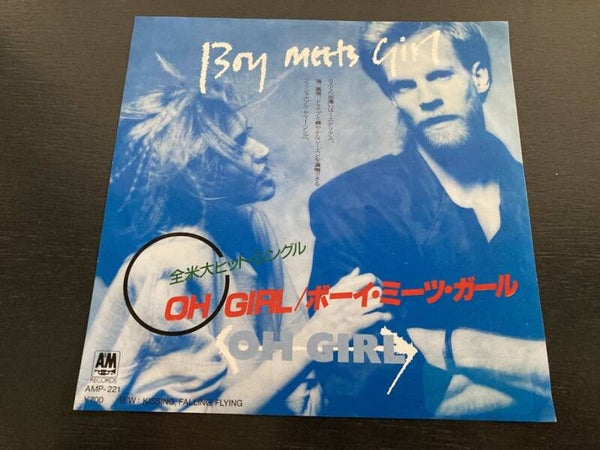 Boy Meets Girl
全米大ヒット・シングル
OH GIRL/ボーイ・ミーツ・ガール
OH GIRL
A&M
RECORDS
AMP-221
¥700 B/W: KISSING, FALLING, FLYING